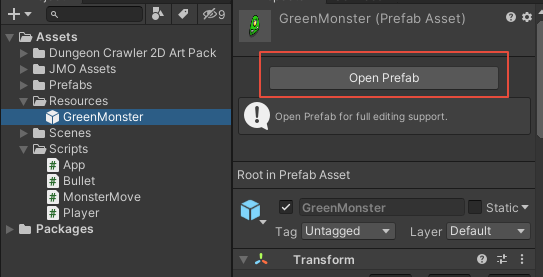 9
Assets
Dungeon Crawler 2D Art Pack
JMO Assets
Prefabs
Resources
GreenMonster
Scenes
Scripts
# App
# Bullet
# MonsterMove
# Player
Packages
GreenMonster (Prefab Asset)
Open Prefab
Open Prefab for full editing support.
Root in Prefab Asset
GreenMonster
Static
Tag Untagged Layer Default
Transform